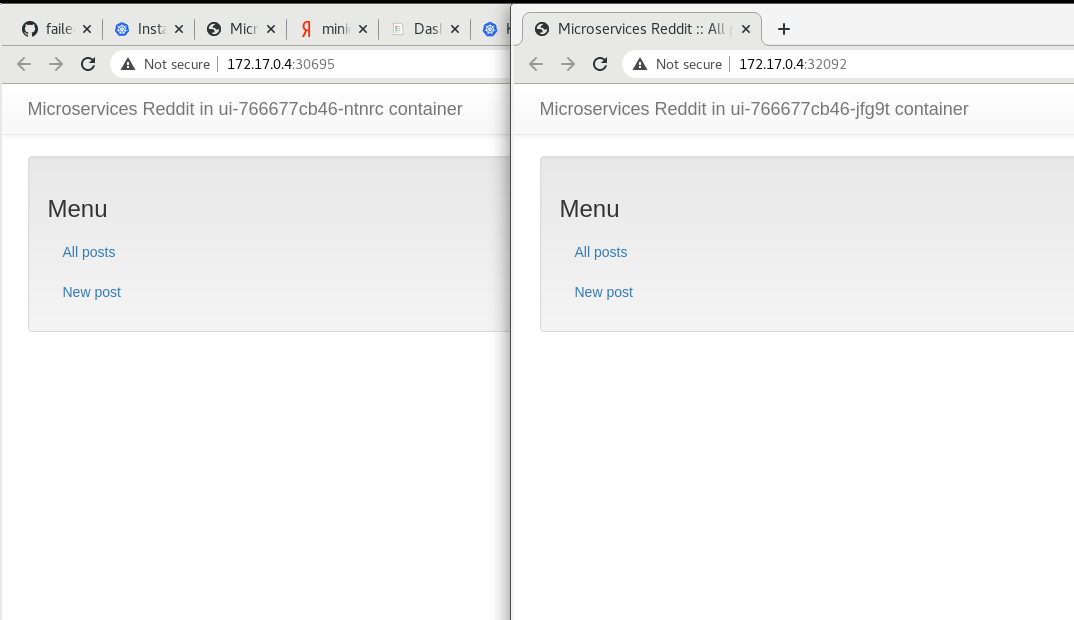 faile
Insta
Micr
mini
Dash
Not secure 172.17.0.4:30695
Microservices Reddit in ui-766677cb46-ntnrc container
Menu
All posts
New post
Microservices Reddit :: All p
Not secure 172.17.0.4:32092
Microservices Reddit in ui-766677cb46-jfg9t container
Menu
All posts
New post